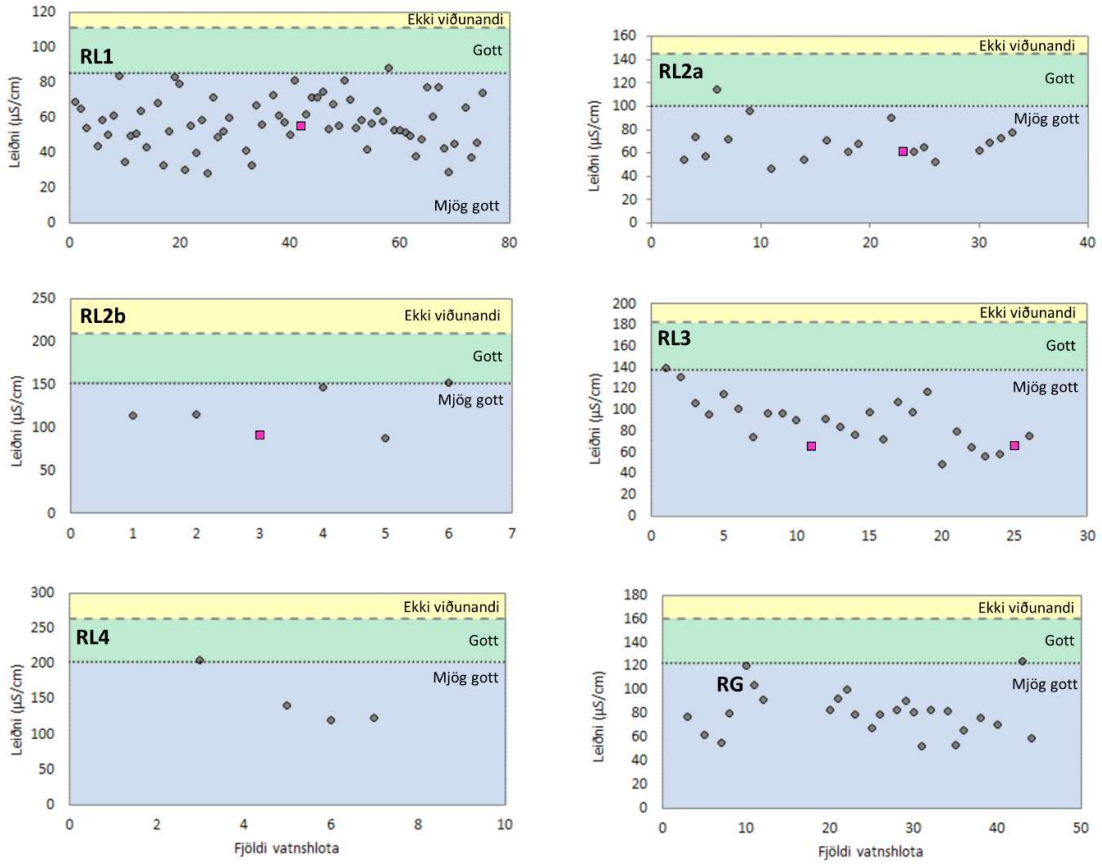 RL1
Ekki viðunandi
Gott
Mjög gott
Leiðni (µS/cm)
120
100
80
60
40
20
0
0 20 40 60 80
RL2a
Ekki viðunandi
Gott
Mjög gott
Leiðni (µS/cm)
160
140
120
100
80
60
40
20
0
0 10 20 30 40
RL2b
Ekki viðunandi
Gott
Mjög gott
Leiðni (µS/cm)
250
200
150
100
50
0
0 1 2 3 4 5 6 7
RL3
Ekki viðunandi
Gott
Mjög gott
Leiðni (µS/cm)
200
180
160
140
120
100
80
60
40
20
0
0 5 10 15 20 25 30
RL4
Ekki viðunandi
Gott
Mjög gott
Leiðni (µS/cm)
300
250
200
150
100
50
0
0 2 4 6 8 10
Fjöldi vatnshlota
RG
Ekki viðunandi
Gott
Mjög gott
Leiðni (µS/cm)
180
160
140
120
100
80
60
40
20
0
0 10 20 30 40 50
Fjöldi vatnshlota